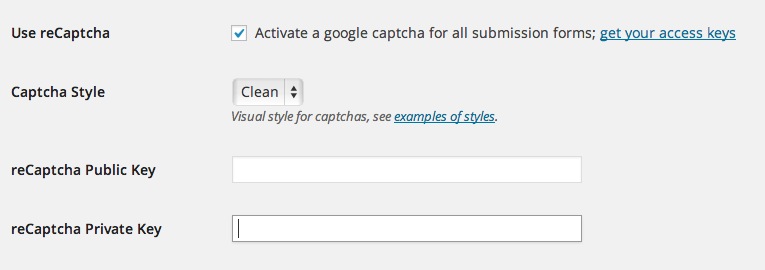 Use reCaptcha
Activate a google captcha for all submission forms; get your access keys
Captcha Style
Clean
Visual style for captchas, see examples of styles.
reCaptcha Public Key
reCaptcha Private Key